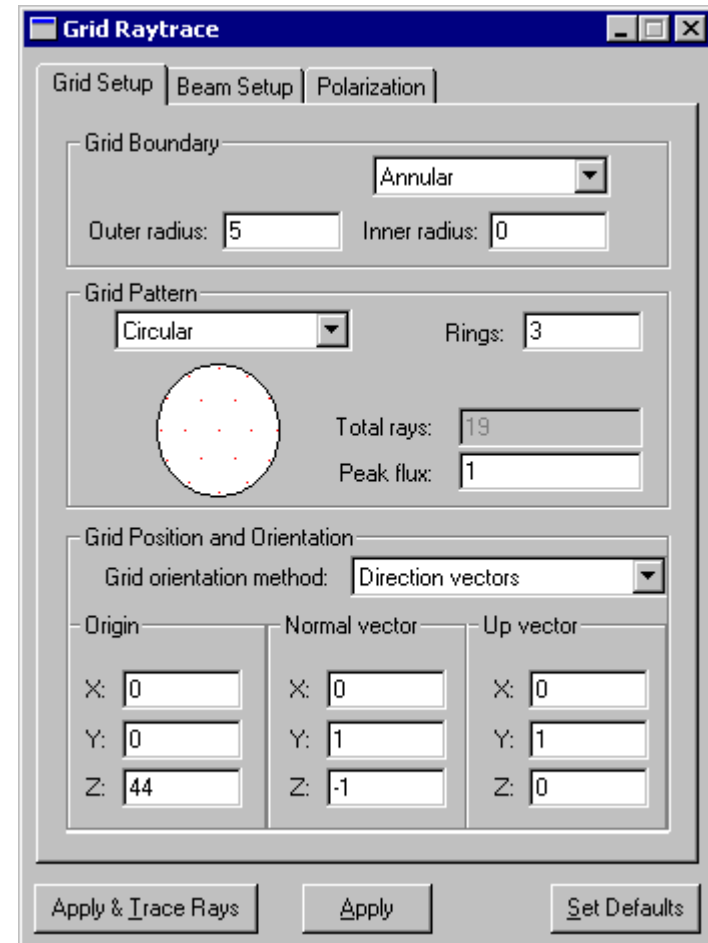 Grid Raytrace
Grid Setup Beam Setup Polarization
Grid Boundary
Annular
Outer radius: 5 Inner radius: 0
Grid Pattern
Circular Rings: 3
Total rays: 19
Peak flux: 1
Grid Position and Orientation
Grid orientation method: Direction vectors
Origin Normal vector Up vector
X: 0 X: 0 X: 0
Y: 0 Y: 1 Y: 1
Z: 44 Z: -1 Z: 0
Apply & Trace Rays Apply Set Defaults